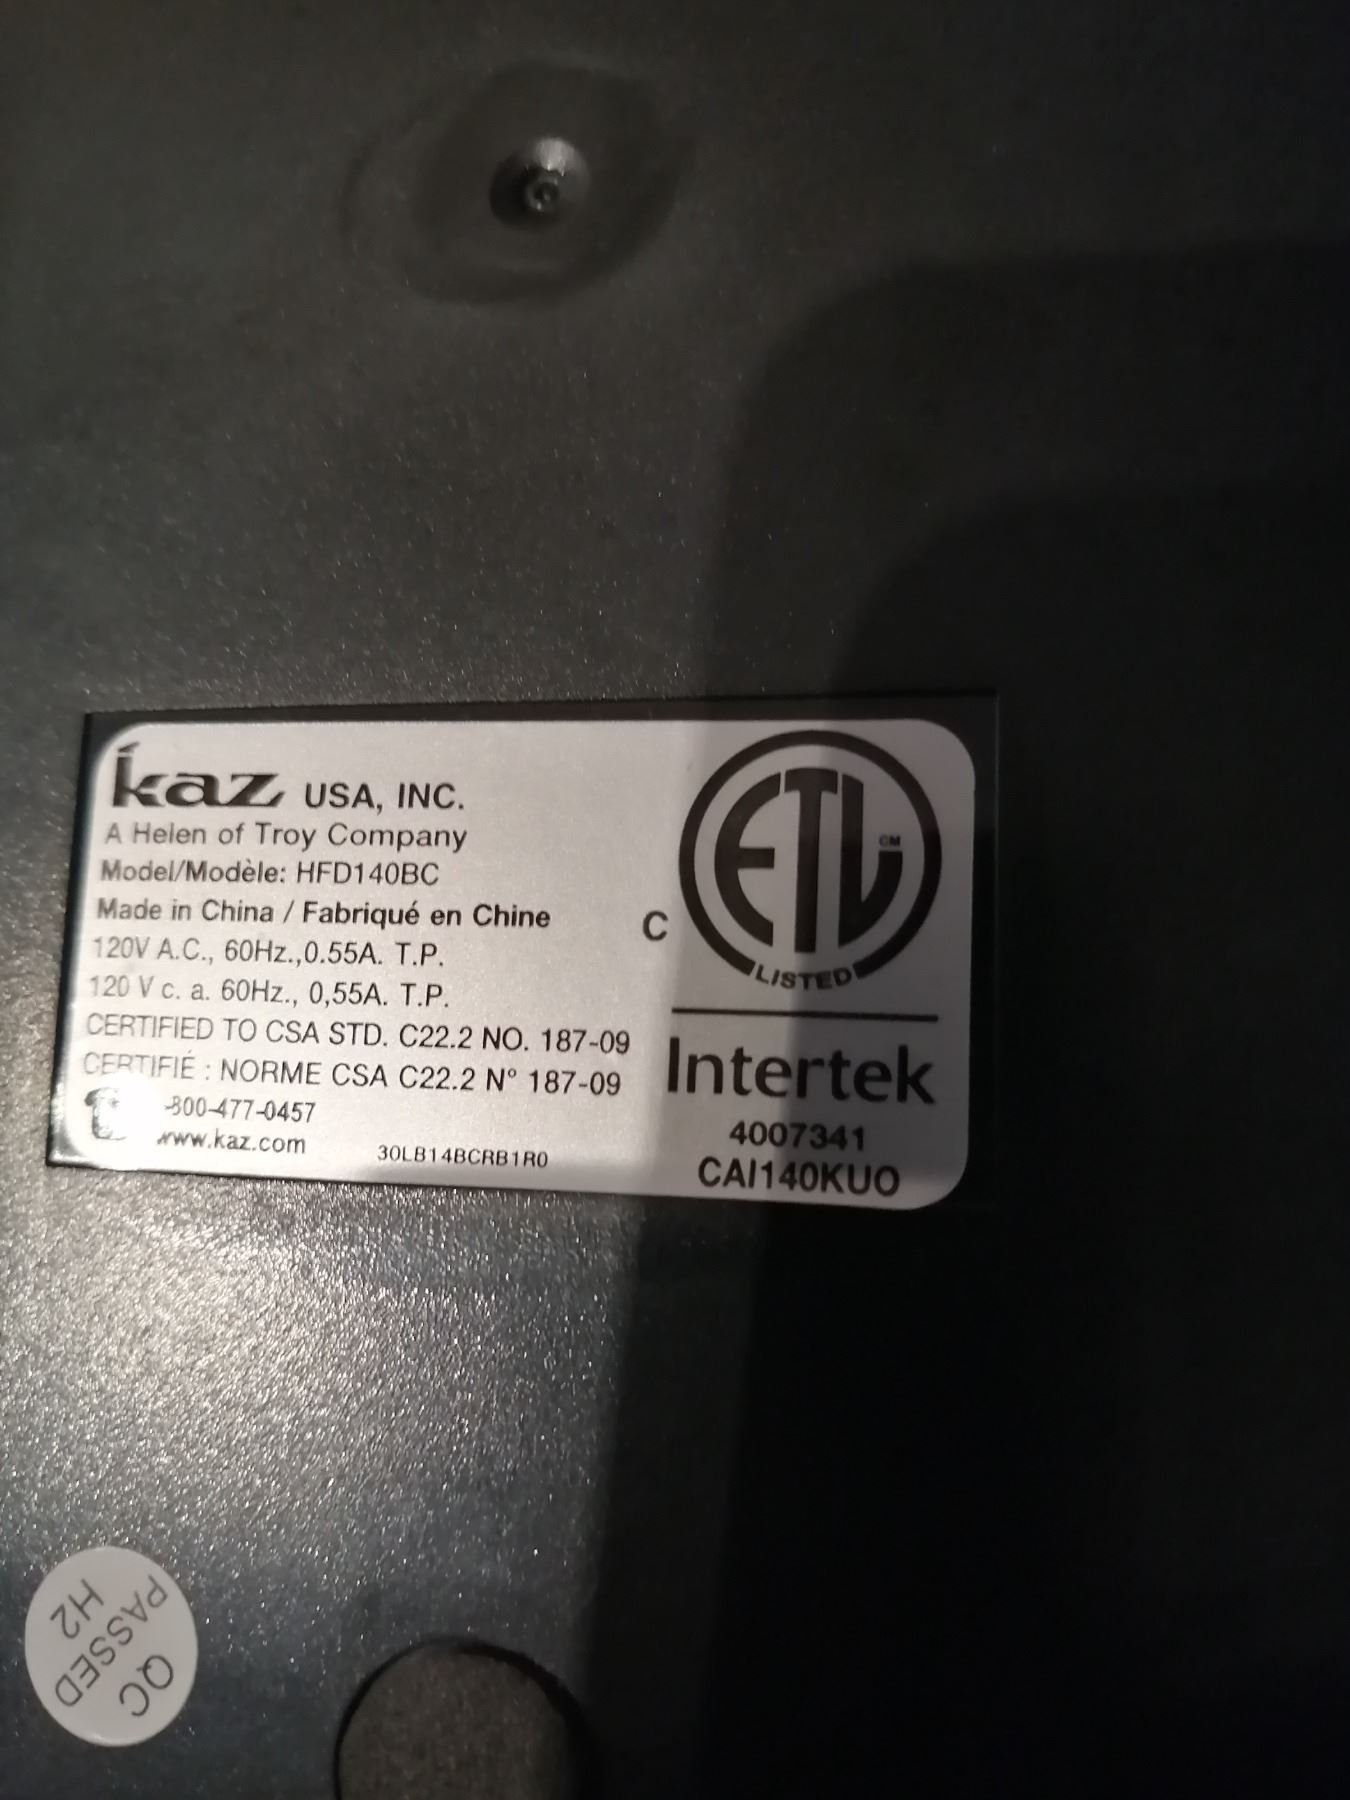 kaz USA, INC.
A Helen of Troy Company
Model/Modèle: HFD140BC
Made in China / Fabriqué en Chine
120V A.C., 60Hz.,0.55A. T.P.
120 V c. a. 60Hz., 0,55A. T.P.
CERTIFIED TO CSA STD. C22.2 NO. 187-09
CERTIFIÉ : NORME CSA C22.2 N° 187-09
-800-477-0457
www.kaz.com
30LB14BCRB1R0
C
ETL
CM
LISTED
Intertek
4007341
CAI140KUO
QC
PASSED
H2